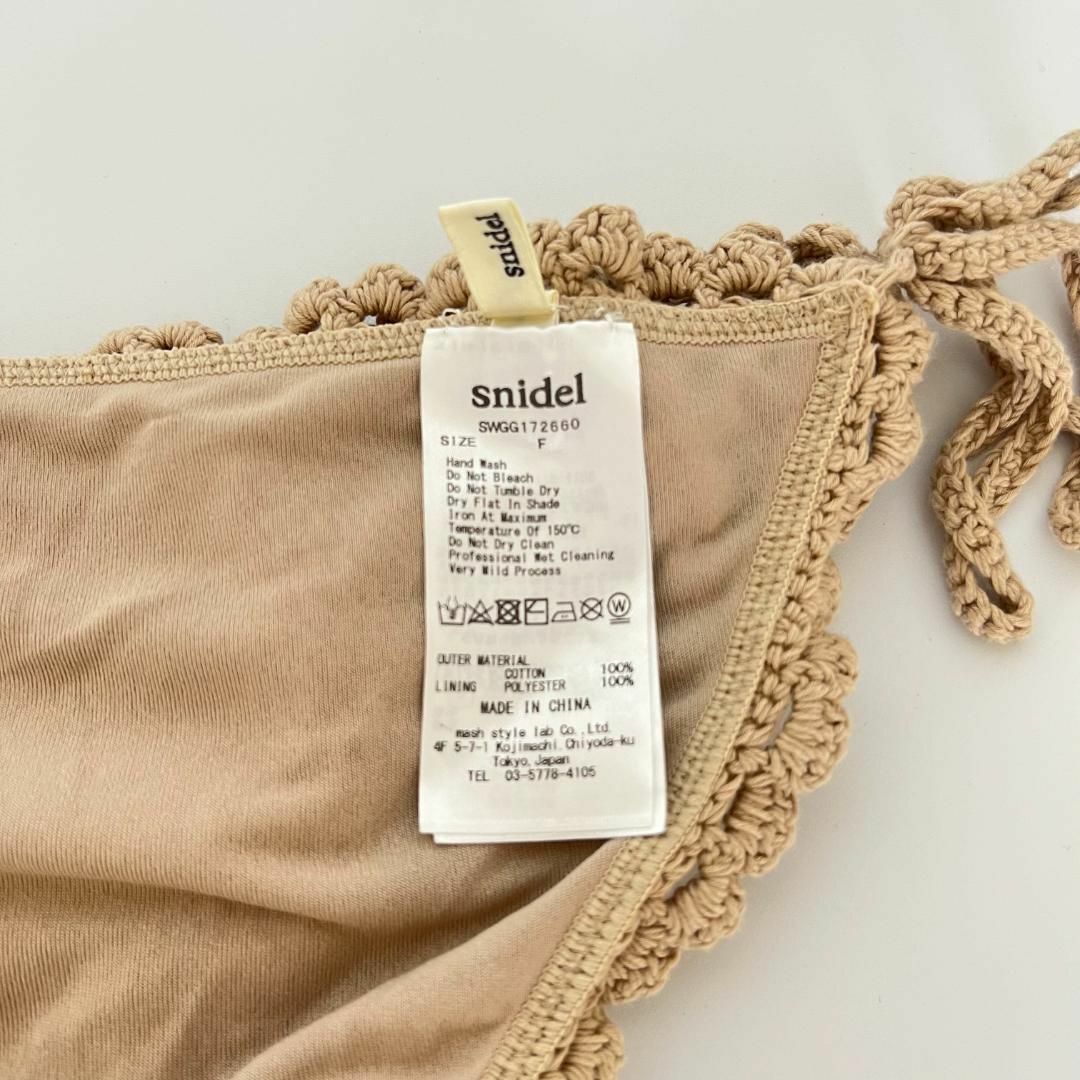 snidel
snidel
SWGG172660
SIZE F
Hand Wash
Do Not Bleach
Do Not Tumble Dry
Dry Flat In Shade
Iron At Maximum
Temperature Of 150℃
Do Not Dry Clean
Professional Wet Cleaning
Very Mild Process
W
OUTER MATERIAL
COTTON 100%
LINING POLYESTER 100%
MADE IN CHINA
mash style lab Co.,Ltd.
4F 5-7-1 Kojimachi,Chiyoda-ku
Tokyo,Japan
TEL 03-5778-4105